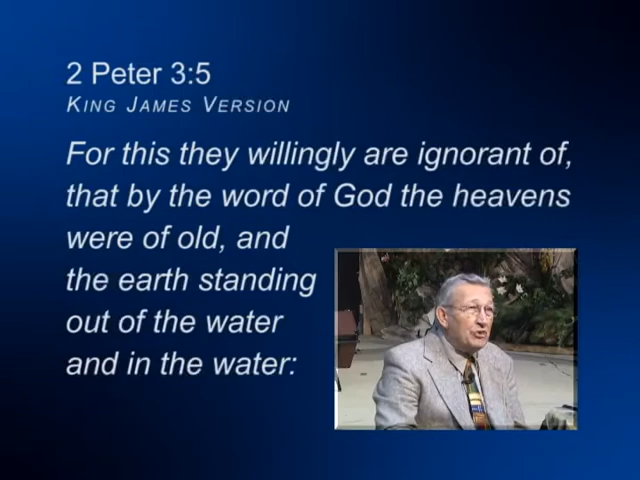 2 Peter 3:5
King James Version
For this they willingly are ignorant of,
that by the word of God the heavens
were of old, and
the earth standing
out of the water
and in the water: